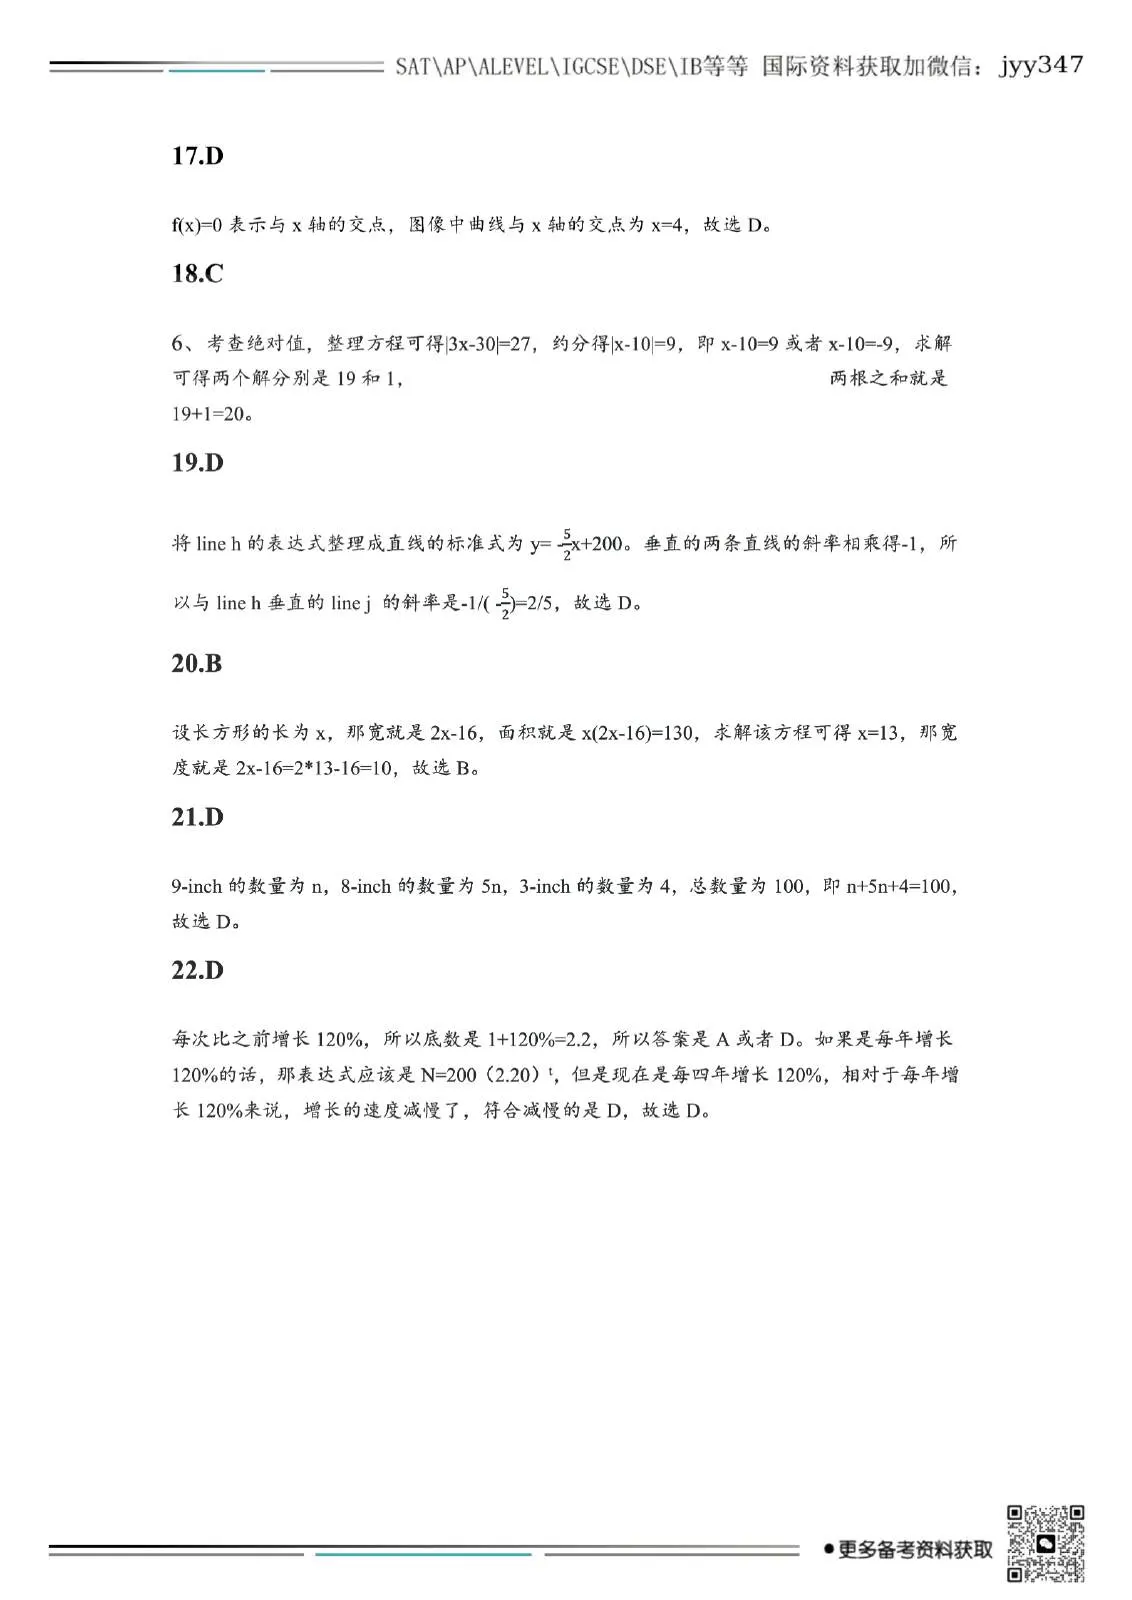 SAT\AP\ALEVEL\IGCSE\DSE\IB等等 国际资料获取加微信：jyy347
17.D
f(x)=0 表示与 x 轴的交点，图像中曲线与 x 轴的交点为 x=4，故选 D。
18.C
6、考查绝对值，整理方程可得|3x-30|=27，约分得|x-10|=9，即 x-10=9 或者 x-10=-9，求解
可得两个解分别是 19 和 1， 两根之和就是
19+1=20。
19.D
将 line h 的表达式整理成直线的标准式为 y= -5/2x+200。垂直的两条直线的斜率相乘得-1，所
以与 line h 垂直的 line j 的斜率是-1/( -5/2)=2/5，故选 D。
20.B
设长方形的长为 x，那宽就是 2x-16，面积就是 x(2x-16)=130，求解该方程可得 x=13，那宽
度就是 2x-16=2*13-16=10，故选 B。
21.D
9-inch 的数量为 n，8-inch 的数量为 5n，3-inch 的数量为 4，总数量为 100，即 n+5n+4=100，
故选 D。
22.D
每次比之前增长 120%，所以底数是 1+120%=2.2，所以答案是 A 或者 D。如果是每年增长
120%的话，那表达式应该是 N=200（2.20）ᵗ，但是现在是每四年增长 120%，相对于每年增
长 120%来说，增长的速度减慢了，符合减慢的是 D，故选 D。
●更多备考资料获取